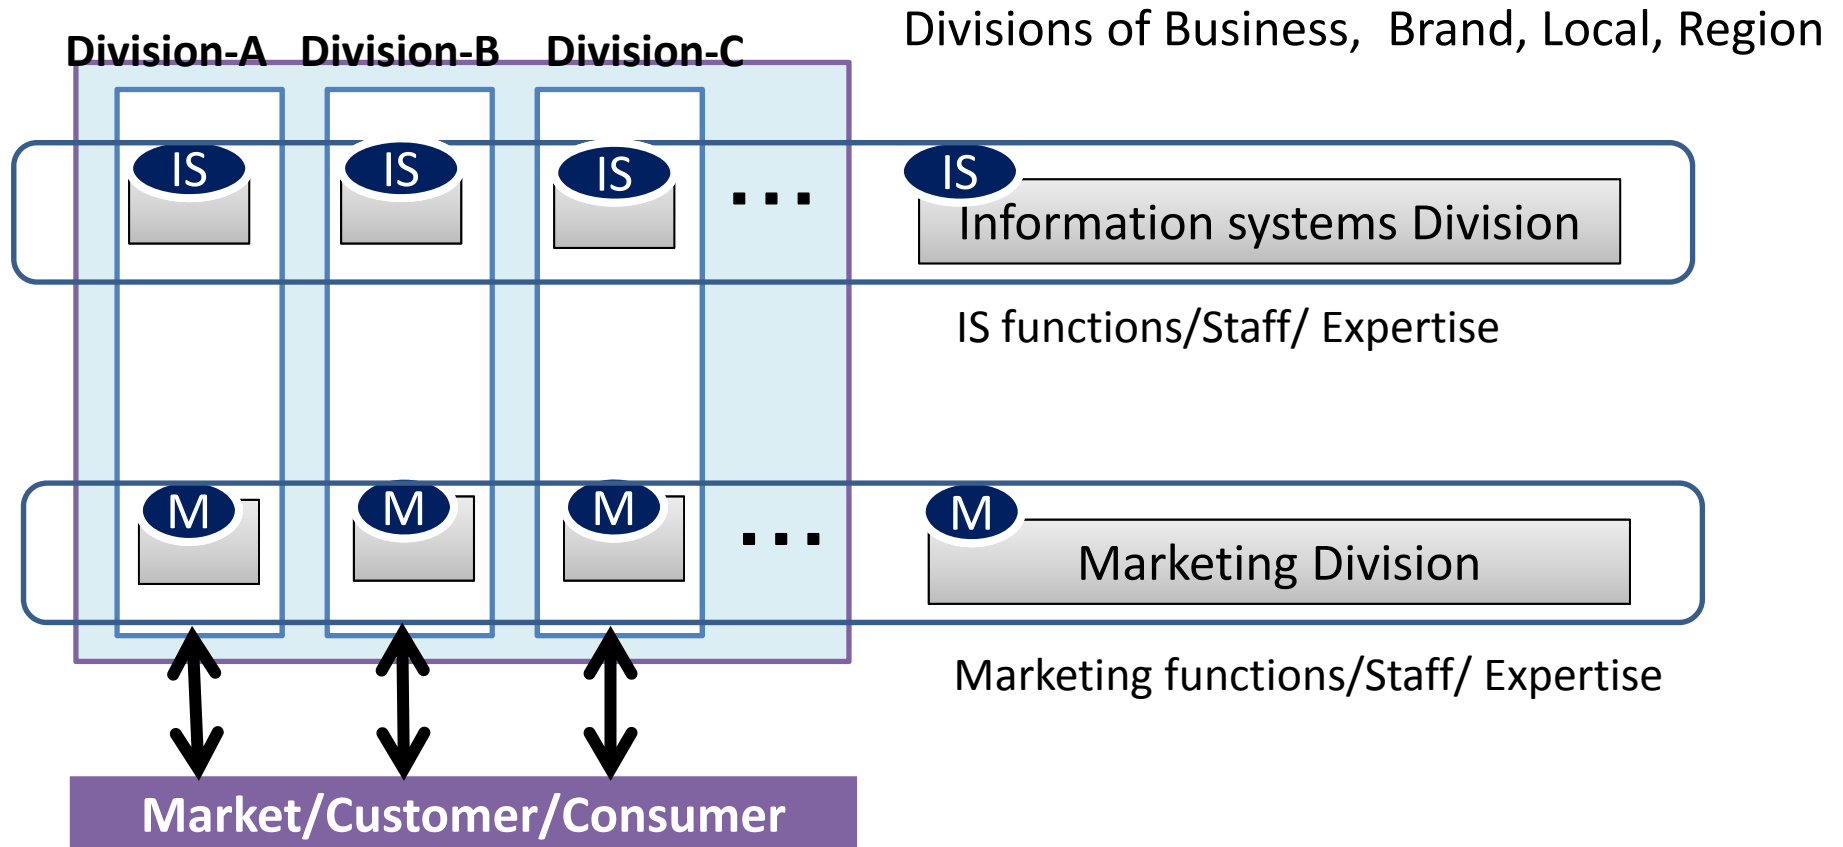 Divisions of Business, Brand, Local, Region
Division-A Division-B Division-C
IS IS IS ... IS
Information systems Division
IS functions/Staff/ Expertise
M M M ... M
Marketing Division
Marketing functions/Staff/ Expertise
Market/Customer/Consumer